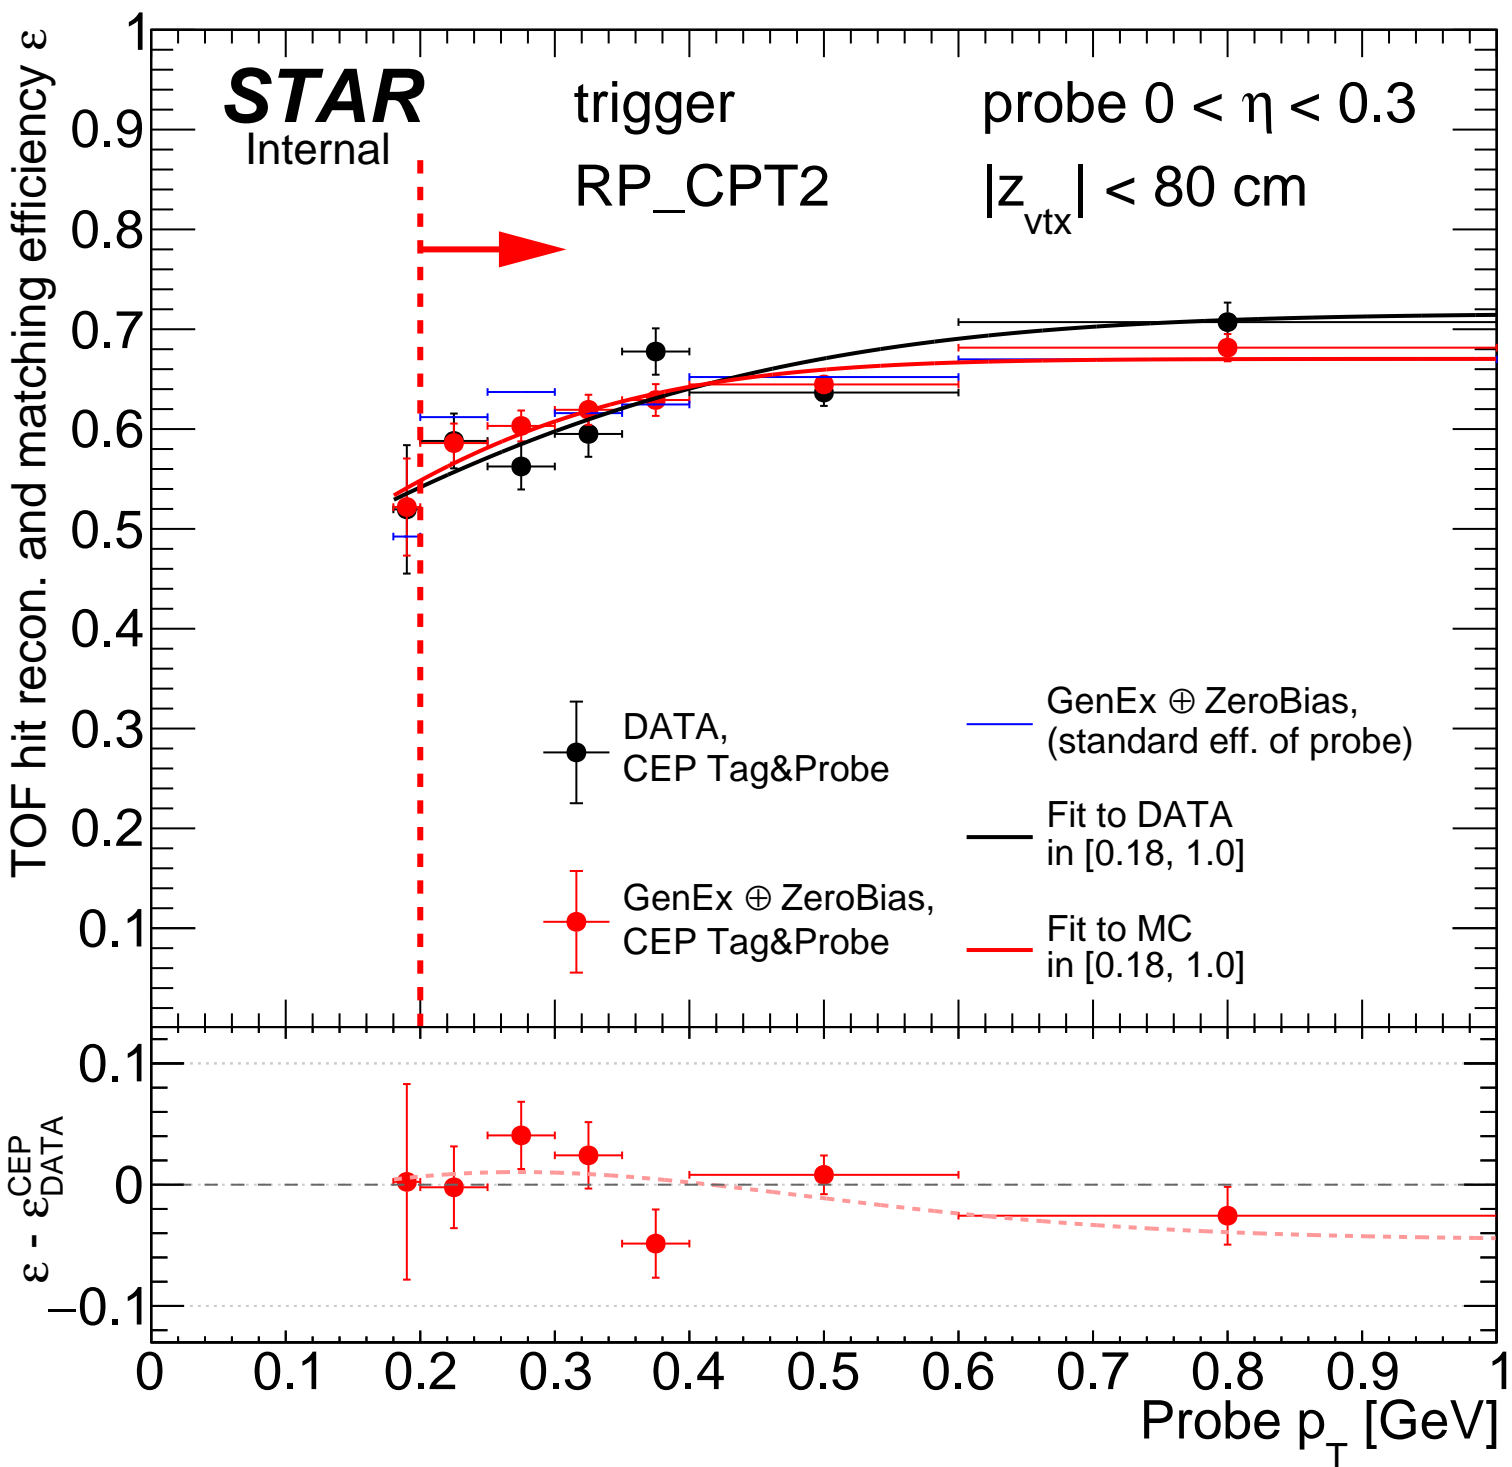 STAR
Internal
trigger
RP_CPT2
probe 0 < η < 0.3
|z_vtx| < 80 cm
TOF hit recon. and matching efficiency ε
1
0.9
0.8
0.7
0.6
0.5
0.4
0.3
0.2
0.1
DATA,
CEP Tag&Probe
GenEx ⊕ ZeroBias,
CEP Tag&Probe
GenEx ⊕ ZeroBias,
(standard eff. of probe)
Fit to DATA
in [0.18, 1.0]
Fit to MC
in [0.18, 1.0]
ε - ε^CEP_DATA
0.1
0
−0.1
0 0.1 0.2 0.3 0.4 0.5 0.6 0.7 0.8 0.9 1
Probe p_T [GeV]